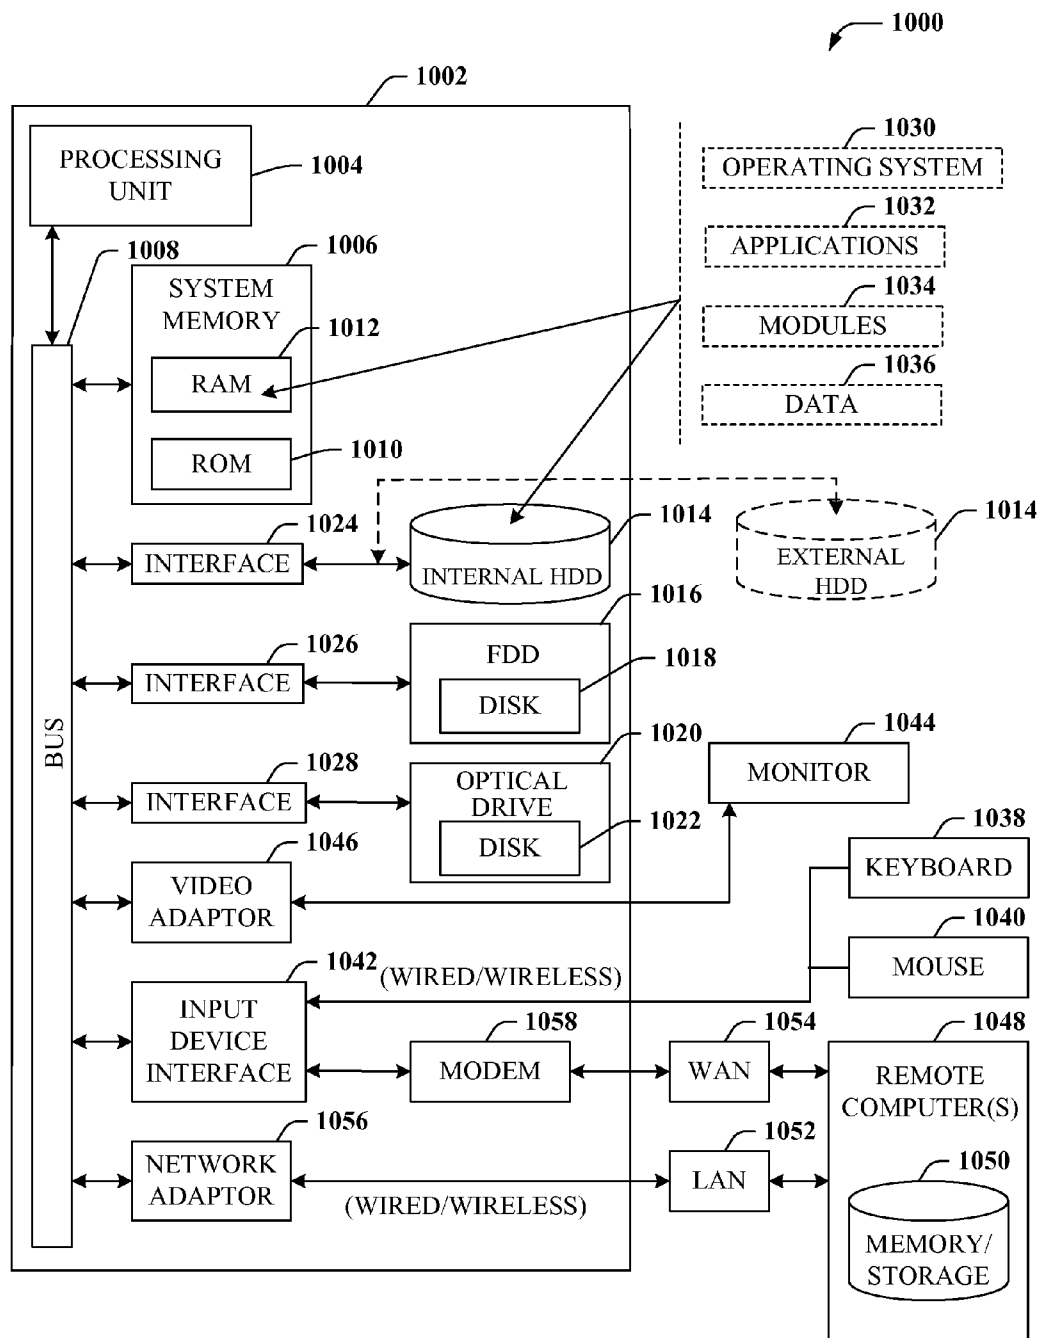 1000
1002
PROCESSING
UNIT
1004
1030
OPERATING SYSTEM
1032
APPLICATIONS
1034
MODULES
1036
DATA
1008
1006
SYSTEM
MEMORY
1012
RAM
1010
ROM
1024
INTERFACE
1014
INTERNAL HDD
1014
EXTERNAL
HDD
1016
FDD
1026
INTERFACE
1018
DISK
BUS
1020
OPTICAL
DRIVE
1028
INTERFACE
1022
DISK
1044
MONITOR
1046
VIDEO
ADAPTOR
1038
KEYBOARD
1040
MOUSE
1042
(WIRED/WIRELESS)
INPUT
DEVICE
INTERFACE
1058
MODEM
1054
WAN
1048
REMOTE
COMPUTER(S)
1056
NETWORK
ADAPTOR
(WIRED/WIRELESS)
1052
LAN
1050
MEMORY/
STORAGE